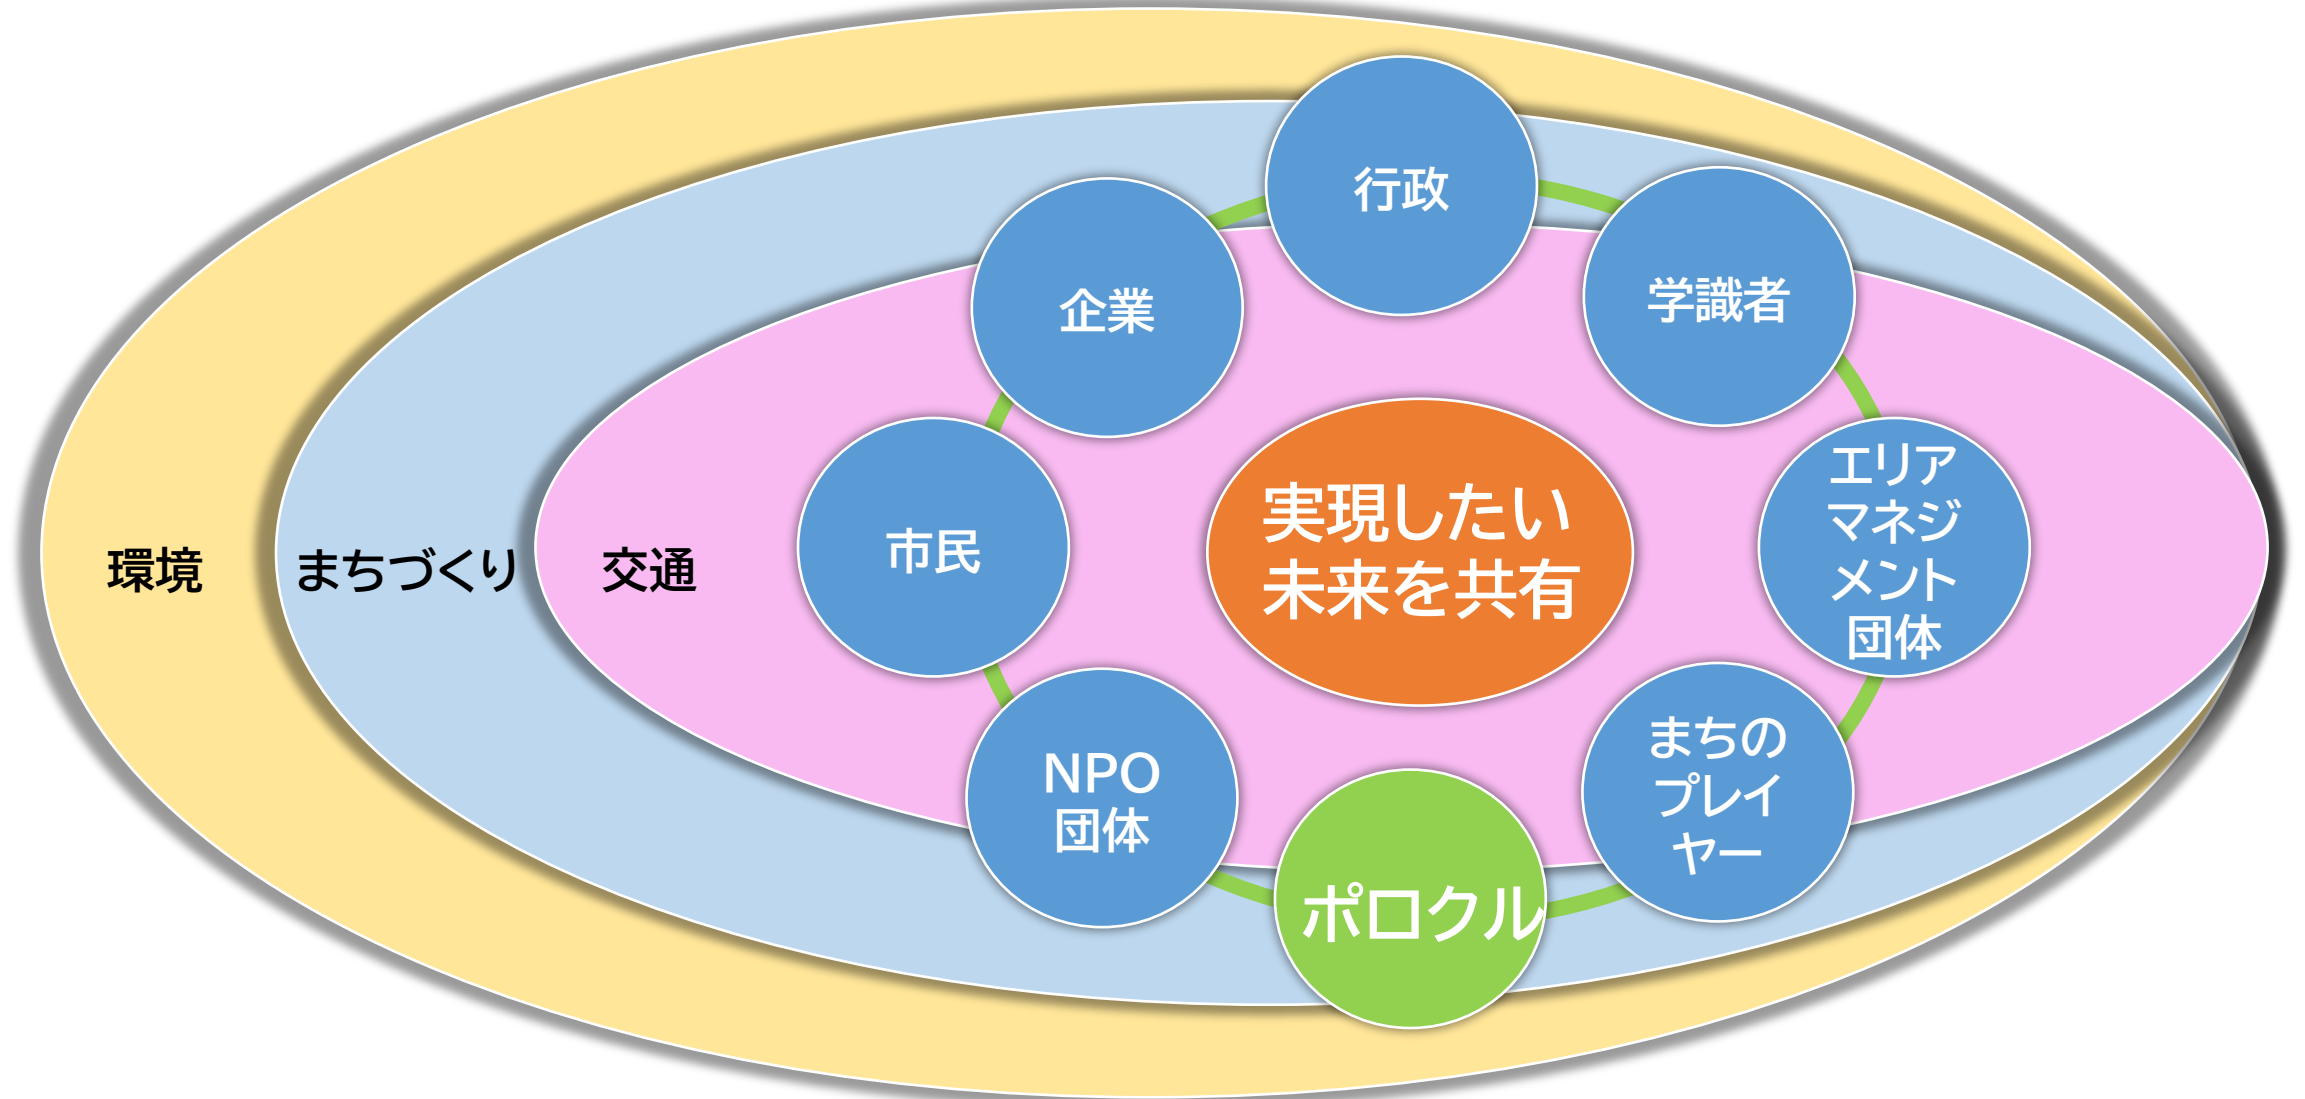 行政
学識者
企業
エリア
マネジ
メント
団体
実現したい
未来を共有
市民
環境
まちづくり
交通
まちの
プレイ
ヤー
NPO
団体
ポロクル